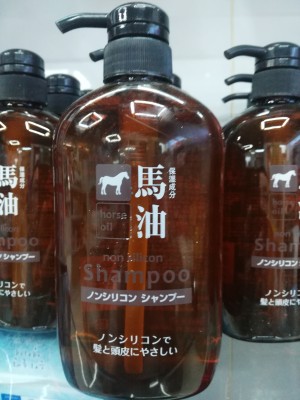 保湿成分
馬油
horse
oil
non silicon
Shampoo
ノンシリコン シャンプー
ノンシリコンで
髪と頭皮にやさしい